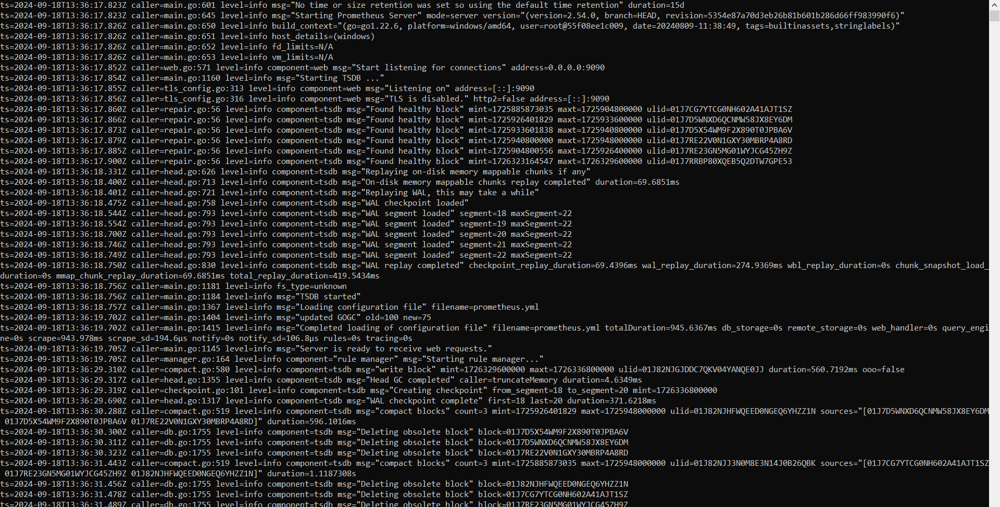 ts=2024-09-18T13:36:17.823Z caller=main.go:601 level=info msg="No time or size retention was set so using the default time retention" duration=15d
ts=2024-09-18T13:36:17.823Z caller=main.go:645 level=info msg="Starting Prometheus Server" mode=server version="(version=2.54.0, branch=HEAD, revision=5354e87a70d3eb26b81b601b286d66ff983990f6)"
ts=2024-09-18T13:36:17.826Z caller=main.go:650 level=info build_context="(go=go1.22.6, platform=windows/amd64, user=root@55f08ee1c009, date=20240809-11:38:49, tags=builtinassets,stringlabels)"
ts=2024-09-18T13:36:17.826Z caller=main.go:651 level=info host_details=(windows)
ts=2024-09-18T13:36:17.826Z caller=main.go:652 level=info fd_limits=N/A
ts=2024-09-18T13:36:17.826Z caller=main.go:653 level=info vm_limits=N/A
ts=2024-09-18T13:36:17.852Z caller=web.go:571 level=info component=web msg="Start listening for connections" address=0.0.0.0:9090
ts=2024-09-18T13:36:17.854Z caller=main.go:1160 level=info msg="Starting TSDB ..."
ts=2024-09-18T13:36:17.855Z caller=tls_config.go:313 level=info component=web msg="Listening on" address=[::]:9090
ts=2024-09-18T13:36:17.856Z caller=tls_config.go:316 level=info component=web msg="TLS is disabled." http2=false address=[::]:9090
ts=2024-09-18T13:36:17.860Z caller=repair.go:56 level=info component=tsdb msg="Found healthy block" mint=1725885873035 maxt=1725904800000 ulid=01J7CG7YTCG0NH602A41AJT1SZ
ts=2024-09-18T13:36:17.866Z caller=repair.go:56 level=info component=tsdb msg="Found healthy block" mint=1725926401829 maxt=1725933600000 ulid=01J7D5WNXD6QCNMW58JX8EY6DM
ts=2024-09-18T13:36:17.873Z caller=repair.go:56 level=info component=tsdb msg="Found healthy block" mint=1725933601838 maxt=1725940800000 ulid=01J7D5X54WM9F2X890T0JPBA6V
ts=2024-09-18T13:36:17.879Z caller=repair.go:56 level=info component=tsdb msg="Found healthy block" mint=1725940800000 maxt=1725948000000 ulid=01J7RE22V0N1GXY30MBRP4A8RD
ts=2024-09-18T13:36:17.885Z caller=repair.go:56 level=info component=tsdb msg="Found healthy block" mint=1725904800556 maxt=1725926400000 ulid=01J7RE23GN5MG01WYJCG45ZH9Z
ts=2024-09-18T13:36:17.900Z caller=repair.go:56 level=info component=tsdb msg="Found healthy block" mint=1726323164547 maxt=1726329600000 ulid=01J7RRBP80XQEB5Q2DTW7GPE53
ts=2024-09-18T13:36:18.331Z caller=head.go:626 level=info component=tsdb msg="Replaying on-disk memory mappable chunks if any"
ts=2024-09-18T13:36:18.400Z caller=head.go:713 level=info component=tsdb msg="On-disk memory mappable chunks replay completed" duration=69.6851ms
ts=2024-09-18T13:36:18.401Z caller=head.go:721 level=info component=tsdb msg="Replaying WAL, this may take a while"
ts=2024-09-18T13:36:18.475Z caller=head.go:758 level=info component=tsdb msg="WAL checkpoint loaded"
ts=2024-09-18T13:36:18.544Z caller=head.go:793 level=info component=tsdb msg="WAL segment loaded" segment=18 maxSegment=22
ts=2024-09-18T13:36:18.554Z caller=head.go:793 level=info component=tsdb msg="WAL segment loaded" segment=19 maxSegment=22
ts=2024-09-18T13:36:18.700Z caller=head.go:793 level=info component=tsdb msg="WAL segment loaded" segment=20 maxSegment=22
ts=2024-09-18T13:36:18.746Z caller=head.go:793 level=info component=tsdb msg="WAL segment loaded" segment=21 maxSegment=22
ts=2024-09-18T13:36:18.749Z caller=head.go:793 level=info component=tsdb msg="WAL segment loaded" segment=22 maxSegment=22
ts=2024-09-18T13:36:18.750Z caller=head.go:830 level=info component=tsdb msg="WAL replay completed" checkpoint_replay_duration=69.4396ms wal_replay_duration=274.9369ms wbl_replay_duration=0s chunk_snapshot_load_
duration=0s mmap_chunk_replay_duration=69.6851ms total_replay_duration=419.5434ms
ts=2024-09-18T13:36:18.756Z caller=main.go:1181 level=info fs_type=unknown
ts=2024-09-18T13:36:18.756Z caller=main.go:1184 level=info msg="TSDB started"
ts=2024-09-18T13:36:18.757Z caller=main.go:1367 level=info msg="Loading configuration file" filename=prometheus.yml
ts=2024-09-18T13:36:19.702Z caller=main.go:1404 level=info msg="updated GOGC" old=100 new=75
ts=2024-09-18T13:36:19.702Z caller=main.go:1415 level=info msg="Completed loading of configuration file" filename=prometheus.yml totalDuration=945.6367ms db_storage=0s remote_storage=0s web_handler=0s query_engi
ne=0s scrape=943.978ms scrape_sd=194.6µs notify=0s notify_sd=106.8µs rules=0s tracing=0s
ts=2024-09-18T13:36:19.705Z caller=main.go:1145 level=info msg="Server is ready to receive web requests."
ts=2024-09-18T13:36:19.705Z caller=manager.go:164 level=info component="rule manager" msg="Starting rule manager..."
ts=2024-09-18T13:36:29.310Z caller=compact.go:580 level=info component=tsdb msg="write block" mint=1726329600000 maxt=1726336800000 ulid=01J82NJGJDDC7QKV04YANQE0JJ duration=560.7192ms ooo=false
ts=2024-09-18T13:36:29.317Z caller=head.go:1355 level=info component=tsdb msg="Head GC completed" caller=truncateMemory duration=4.6349ms
ts=2024-09-18T13:36:29.319Z caller=checkpoint.go:101 level=info component=tsdb msg="Creating checkpoint" from_segment=18 to_segment=20 mint=1726336800000
ts=2024-09-18T13:36:29.690Z caller=head.go:1317 level=info component=tsdb msg="WAL checkpoint complete" first=18 last=20 duration=371.6218ms
ts=2024-09-18T13:36:30.288Z caller=compact.go:519 level=info component=tsdb msg="compact blocks" count=3 mint=1725926401829 maxt=1725948000000 ulid=01J82NJHFWQEED0NGEQ6YHZZ1N sources="[01J7D5WNXD6QCNMW58JX8EY6DM
01J7D5X54WM9F2X890T0JPBA6V 01J7RE22V0N1GXY30MBRP4A8RD]" duration=596.1016ms
ts=2024-09-18T13:36:30.300Z caller=db.go:1755 level=info component=tsdb msg="Deleting obsolete block" block=01J7D5X54WM9F2X890T0JPBA6V
ts=2024-09-18T13:36:30.311Z caller=db.go:1755 level=info component=tsdb msg="Deleting obsolete block" block=01J7D5WNXD6QCNMW58JX8EY6DM
ts=2024-09-18T13:36:30.323Z caller=db.go:1755 level=info component=tsdb msg="Deleting obsolete block" block=01J7RE22V0N1GXY30MBRP4A8RD
ts=2024-09-18T13:36:31.443Z caller=compact.go:519 level=info component=tsdb msg="compact blocks" count=3 mint=1725885873035 maxt=1725948000000 ulid=01J82NJJ3N0M8E3N14J0B26QBK sources="[01J7CG7YTCG0NH602A41AJT1SZ
01J7RE23GN5MG01WYJCG45ZH9Z 01J82NJHFWQEED0NGEQ6YHZZ1N]" duration=1.1187308s
ts=2024-09-18T13:36:31.456Z caller=db.go:1755 level=info component=tsdb msg="Deleting obsolete block" block=01J82NJHFWQEED0NGEQ6YHZZ1N
ts=2024-09-18T13:36:31.478Z caller=db.go:1755 level=info component=tsdb msg="Deleting obsolete block" block=01J7CG7YTCG0NH602A41AJT1SZ
ts=2024-09-18T13:36:31.489Z caller=db.go:1755 level=info component=tsdb msg="Deleting obsolete block" block=01J7RE23GN5MG01WYJCG45ZH9Z